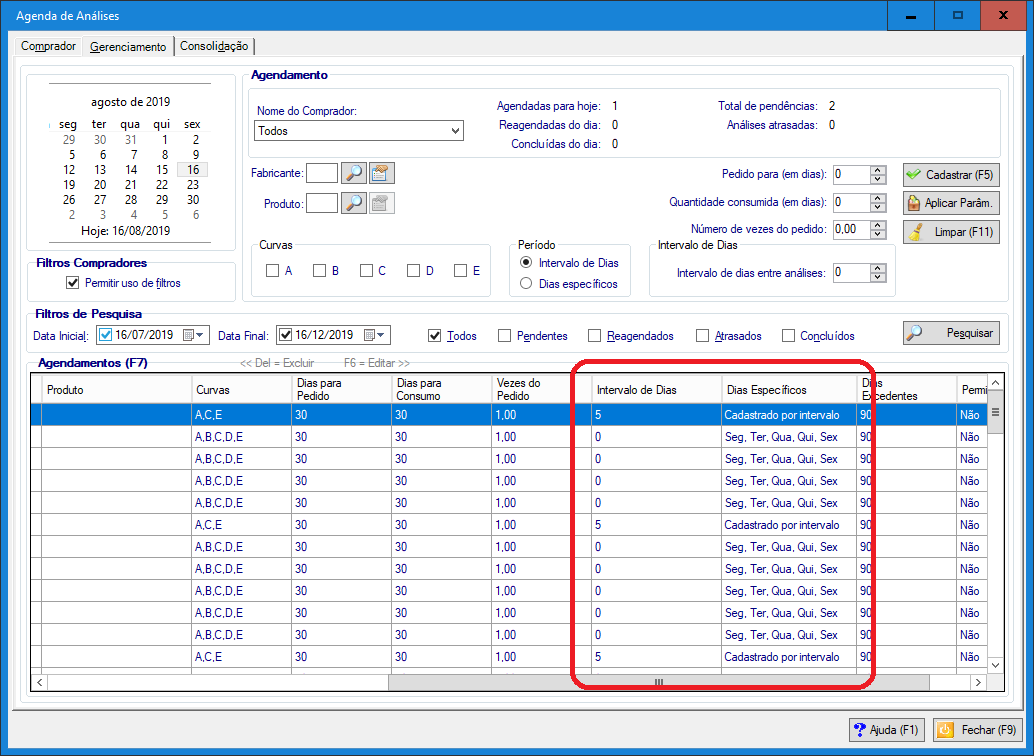 Agenda de Análises
Comprador Gerenciamento Consolidação
agosto de 2019
seg ter qua qui sex
29 30 31 1 2
5 6 7 8 9
12 13 14 15 16
19 20 21 22 23
26 27 28 29 30
2 3 4 5 6
Hoje: 16/08/2019
Filtros Compradores
Permitir uso de filtros
Agendamento
Nome do Comprador:
Todos
Agendadas para hoje: 1
Reagendadas do dia: 0
Concluídas do dia: 0
Total de pendências: 2
Análises atrasadas: 0
Fabricante:
Produto:
Pedido para (em dias): 0
Quantidade consumida (em dias): 0
Número de vezes do pedido: 0,00
Cadastrar (F5)
Aplicar Parâm.
Limpar (F11)
Curvas
A B C D E
Período
Intervalo de Dias
Dias específicos
Intervalo de Dias
Intervalo de dias entre análises: 0
Filtros de Pesquisa
Data Inicial: 16/07/2019 Data Final: 16/12/2019 Todos Pendentes Reagendados Atrasados Concluídos Pesquisar
Agendamentos (F7) << Del = Excluir F6 = Editar >>
Produto Curvas Dias para Pedido Dias para Consumo Vezes do Pedido Intervalo de Dias Dias Específicos Dias Excedentes Permi
A,C,E 30 30 1,00 5 Cadastrado por intervalo 90 Não
A,B,C,D,E 30 30 1,00 0 Seg, Ter, Qua, Qui, Sex 90 Não
A,B,C,D,E 30 30 1,00 0 Seg, Ter, Qua, Qui, Sex 90 Não
A,B,C,D,E 30 30 1,00 0 Seg, Ter, Qua, Qui, Sex 90 Não
A,B,C,D,E 30 30 1,00 0 Seg, Ter, Qua, Qui, Sex 90 Não
A,C,E 30 30 1,00 5 Cadastrado por intervalo 90 Não
A,B,C,D,E 30 30 1,00 0 Seg, Ter, Qua, Qui, Sex 90 Não
A,B,C,D,E 30 30 1,00 0 Seg, Ter, Qua, Qui, Sex 90 Não
A,B,C,D,E 30 30 1,00 0 Seg, Ter, Qua, Qui, Sex 90 Não
A,B,C,D,E 30 30 1,00 0 Seg, Ter, Qua, Qui, Sex 90 Não
A,B,C,D,E 30 30 1,00 0 Seg, Ter, Qua, Qui, Sex 90 Não
A,C,E 30 30 1,00 5 Cadastrado por intervalo 90 Não
Ajuda (F1) Fechar (F9)